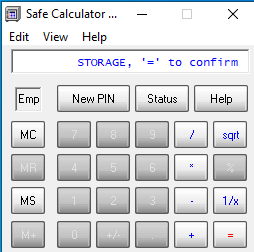 Safe Calculator ...
Edit View Help
STORAGE, '=' to confirm
Emp New PIN Status Help
MC 7 8 9 / sqrt
MR 4 5 6 * %
MS 1 2 3 - 1/x
M+ 0 +/- . + =